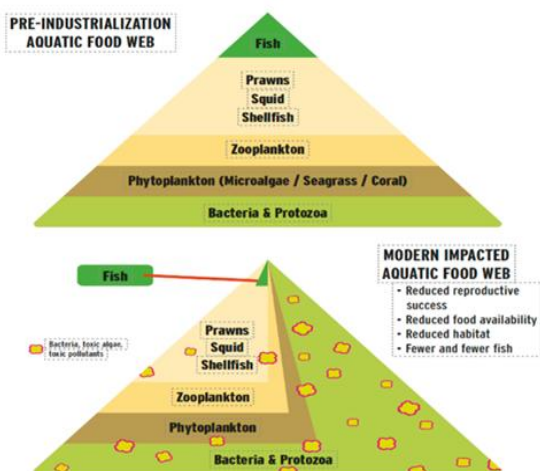 PRE-INDUSTRIALIZATION
AQUATIC FOOD WEB
Fish
Prawns
Squid
Shellfish
Zooplankton
Phytoplankton (Microalgae / Seagrass / Coral)
Bacteria & Protozoa
MODERN IMPACTED
AQUATIC FOOD WEB
- Reduced reproductive
success
- Reduced food availability
- Reduced habitat
- Fewer and fewer fish
Fish
Bacteria, toxic algae,
toxic pollutants
Prawns
Squid
Shellfish
Zooplankton
Phytoplankton
Bacteria & Protozoa